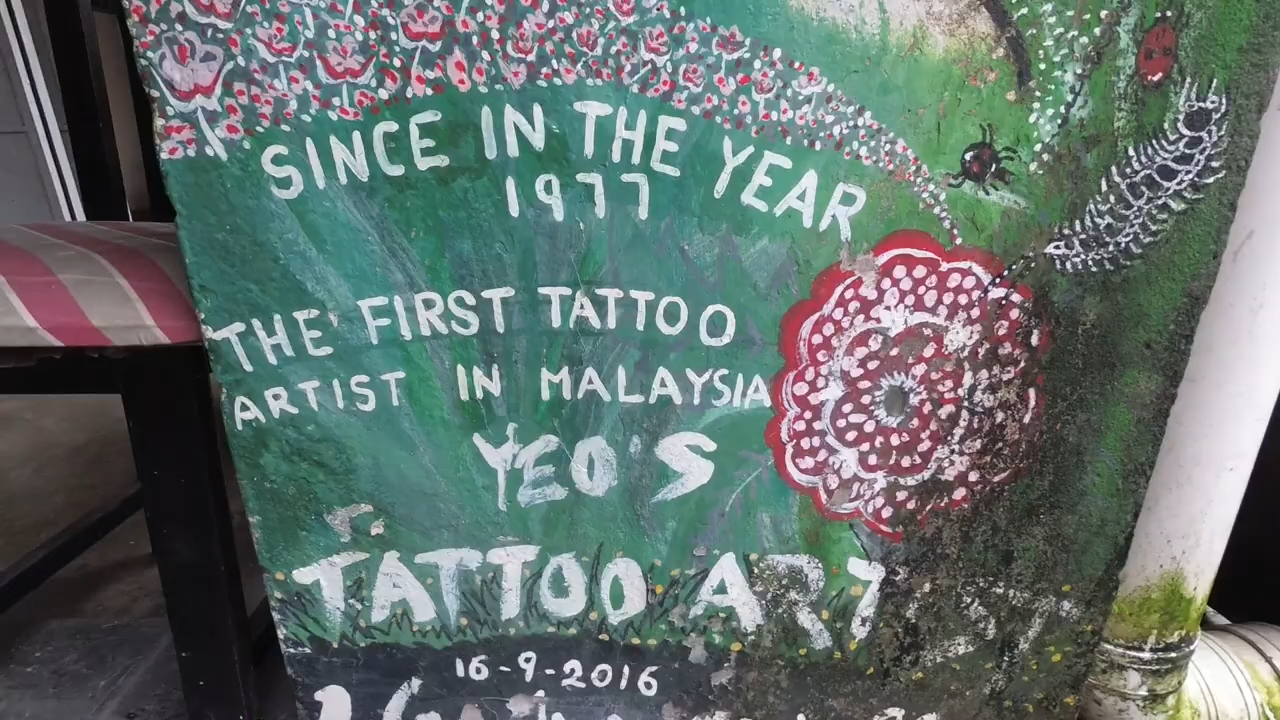 SINCE IN THE YEAR
1977
THE FIRST TATTOO
ARTIST IN MALAYSIA
YEO'S
TATTOO ART
16-9-2016